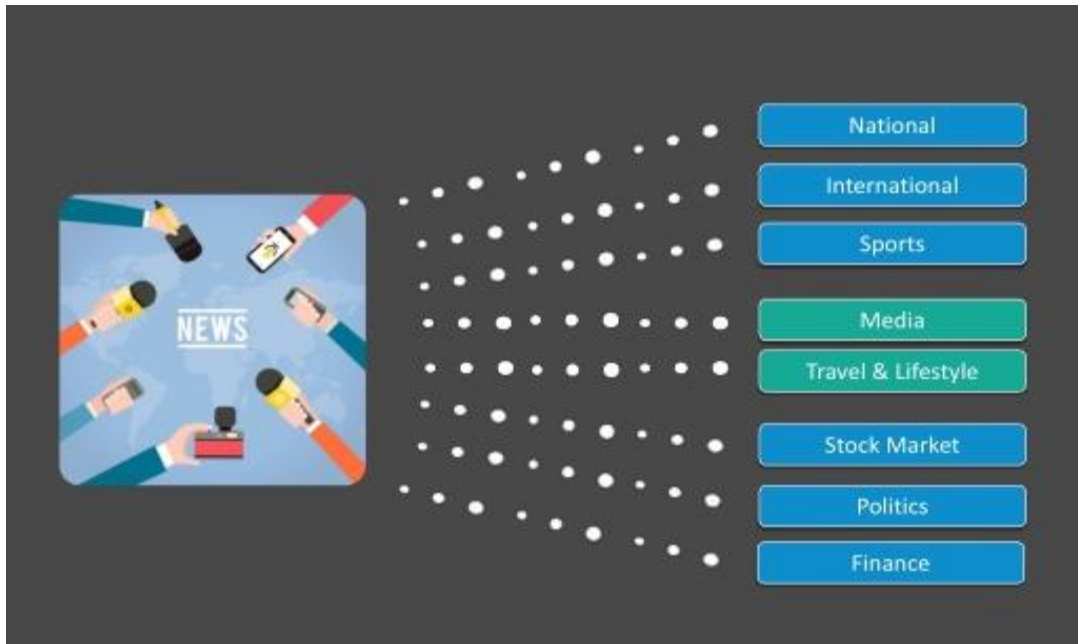 NEWS
National
International
Sports
Media
Travel & Lifestyle
Stock Market
Politics
Finance